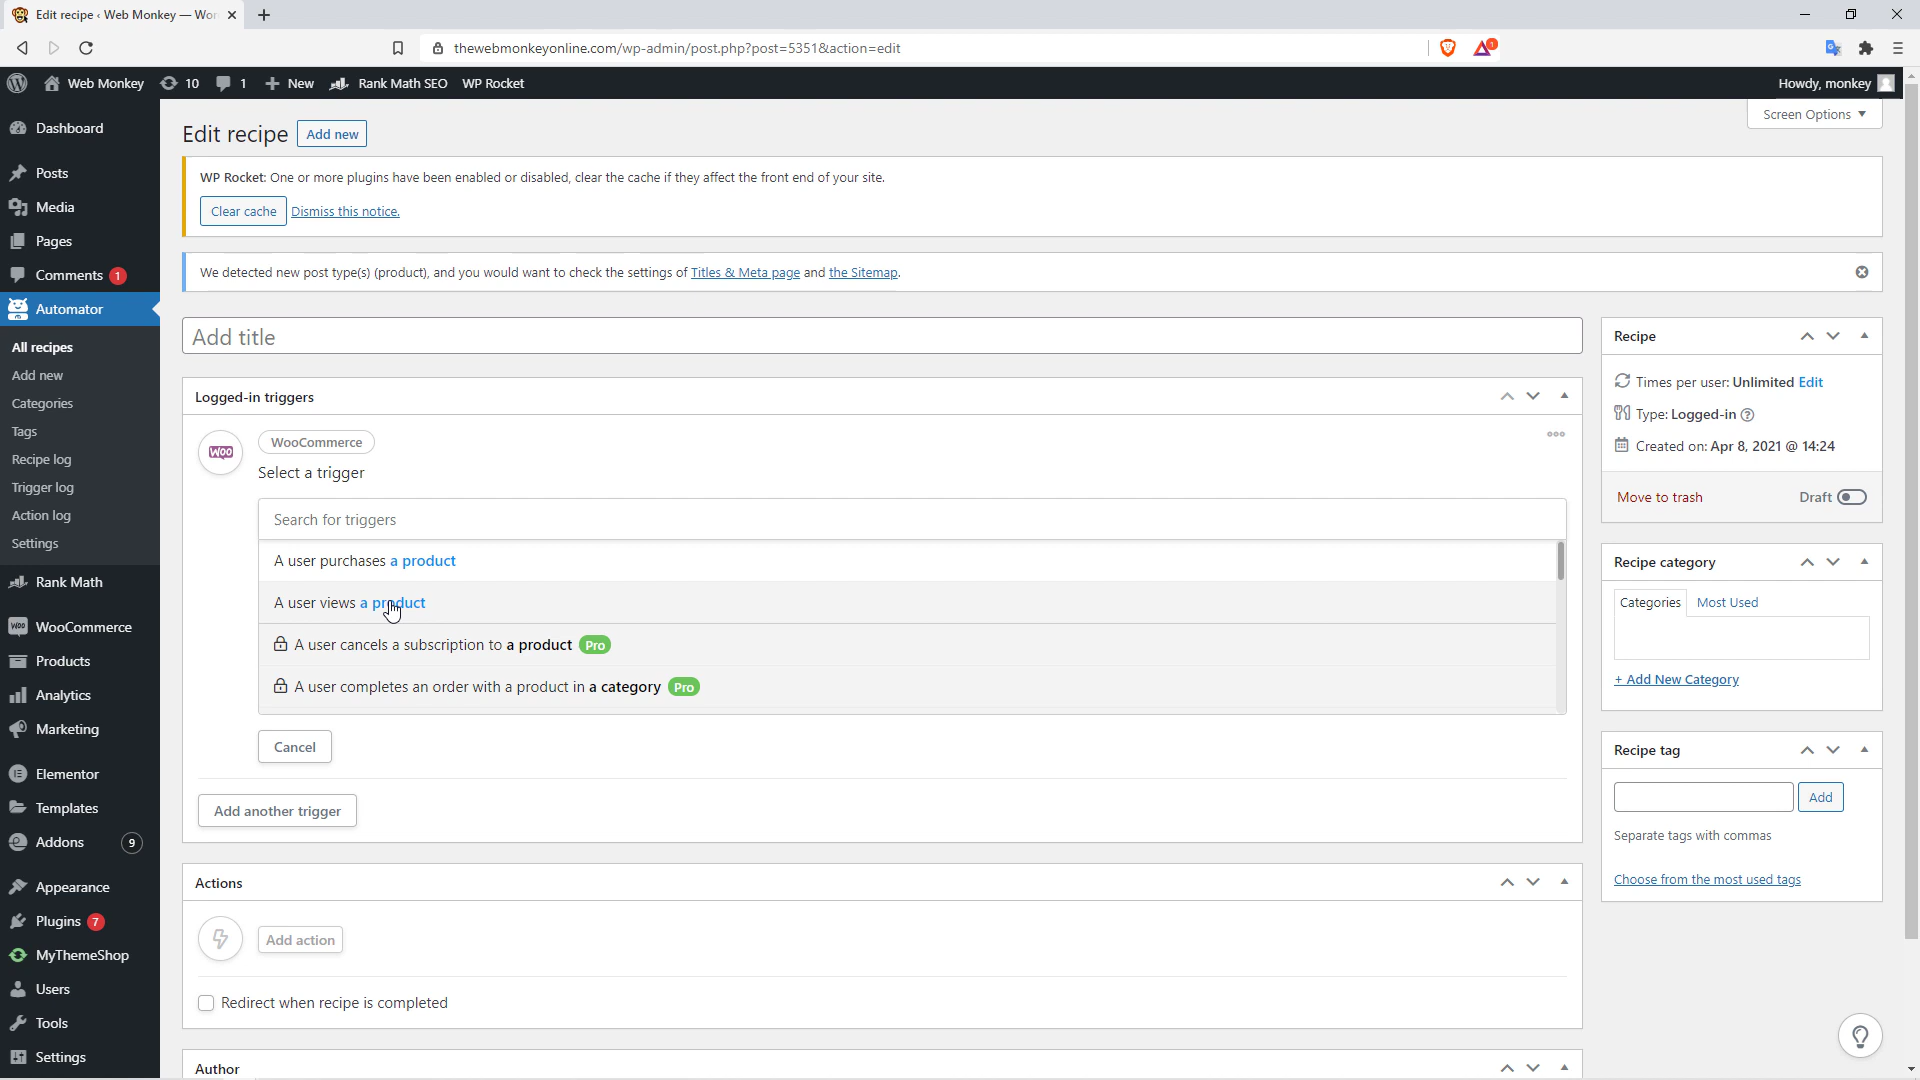 Edit recipe ‹ Web Monkey — Wor
thewebmonkeyonline.com/wp-admin/post.php?post=5351&action=edit
1
Web Monkey
10
1
New
Rank Math SEO
WP Rocket
Howdy, monkey
Dashboard
Posts
Media
Pages
Comments 1
Automator
All recipes
Add new
Categories
Tags
Recipe log
Trigger log
Action log
Settings
Rank Math
WooCommerce
Products
Analytics
Marketing
Elementor
Templates
Addons 9
Appearance
Plugins 7
MyThemeShop
Users
Tools
Settings
Screen Options
Edit recipe Add new
WP Rocket: One or more plugins have been enabled or disabled, clear the cache if they affect the front end of your site.
Clear cache Dismiss this notice.
We detected new post type(s) (product), and you would want to check the settings of Titles & Meta page and the Sitemap.
Add title
Logged-in triggers
Woo WooCommerce
Select a trigger
Search for triggers
A user purchases a product
A user views a product
A user cancels a subscription to a product Pro
A user completes an order with a product in a category Pro
Cancel
Add another trigger
Actions
Add action
Redirect when recipe is completed
Author
Recipe
Times per user: Unlimited Edit
Type: Logged-in
Created on: Apr 8, 2021 @ 14:24
Move to trash Draft
Recipe category
Categories Most Used
+ Add New Category
Recipe tag
Add
Separate tags with commas
Choose from the most used tags